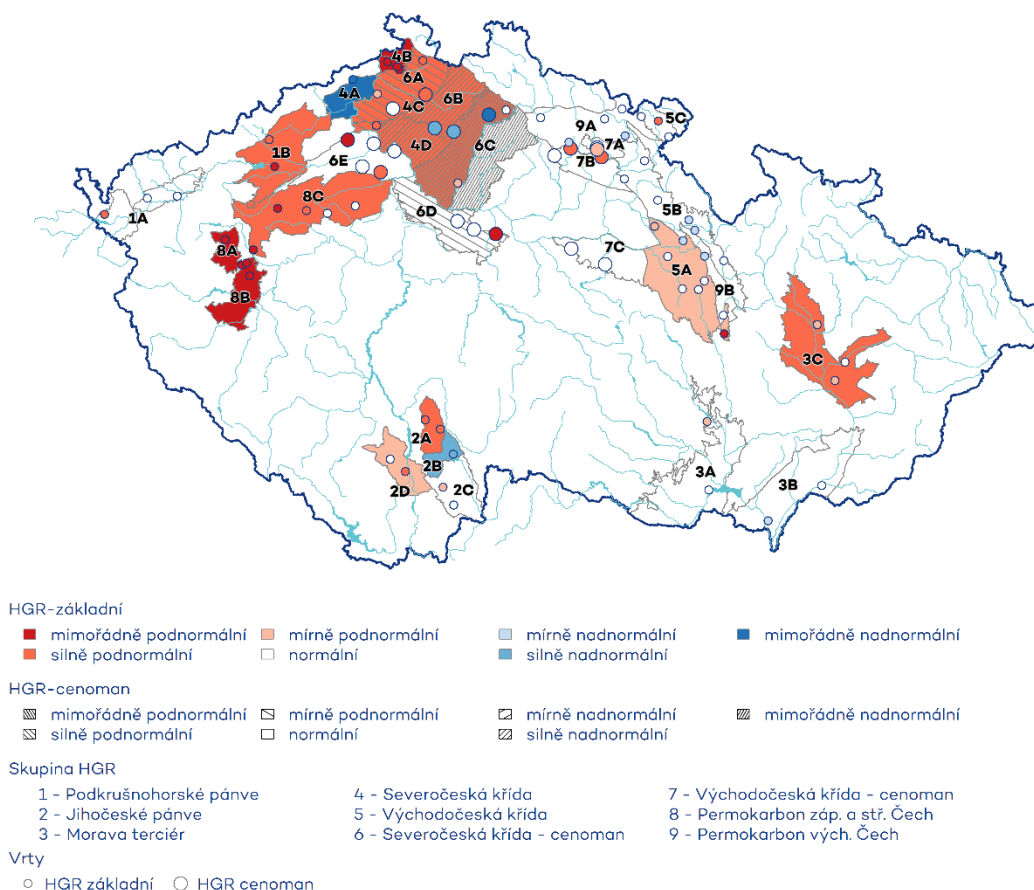 4B
6A
4A
6B
4C
5C
9A
7A
1B
4D
6C
7B
6E
8C
1A
6D
5B
8A
7C
5A
8B
9B
3C
2A
2B
3A
3B
2D
2C
HGR-základní
mimořádně podnormální mírně podnormální mírně nadnormální mimořádně nadnormální
silně podnormální normální silně nadnormální
HGR-cenoman
mimořádně podnormální mírně podnormální mírně nadnormální mimořádně nadnormální
silně podnormální normální silně nadnormální
Skupina HGR
1 - Podkrušnohorské pánve 4 - Severočeská křída 7 - Východočeská křída - cenoman
2 - Jihočeské pánve 5 - Východočeská křída 8 - Permokarbon záp. a stř. Čech
3 - Morava terciér 6 - Severočeská křída - cenoman 9 - Permokarbon vých. Čech
Vrty
HGR základní HGR cenoman